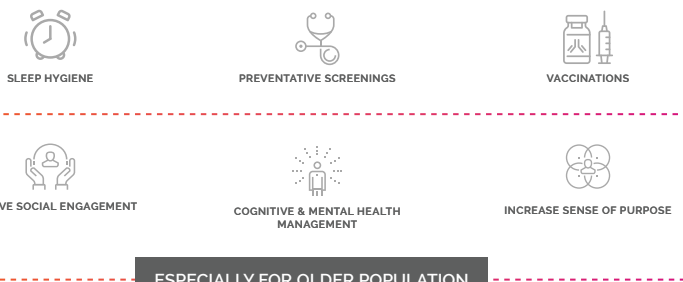 SLEEP HYGIENE
PREVENTATIVE SCREENINGS
VACCINATIONS
VE SOCIAL ENGAGEMENT
COGNITIVE & MENTAL HEALTH
MANAGEMENT
INCREASE SENSE OF PURPOSE
ESPECIALLY FOR OLDER POPULATION